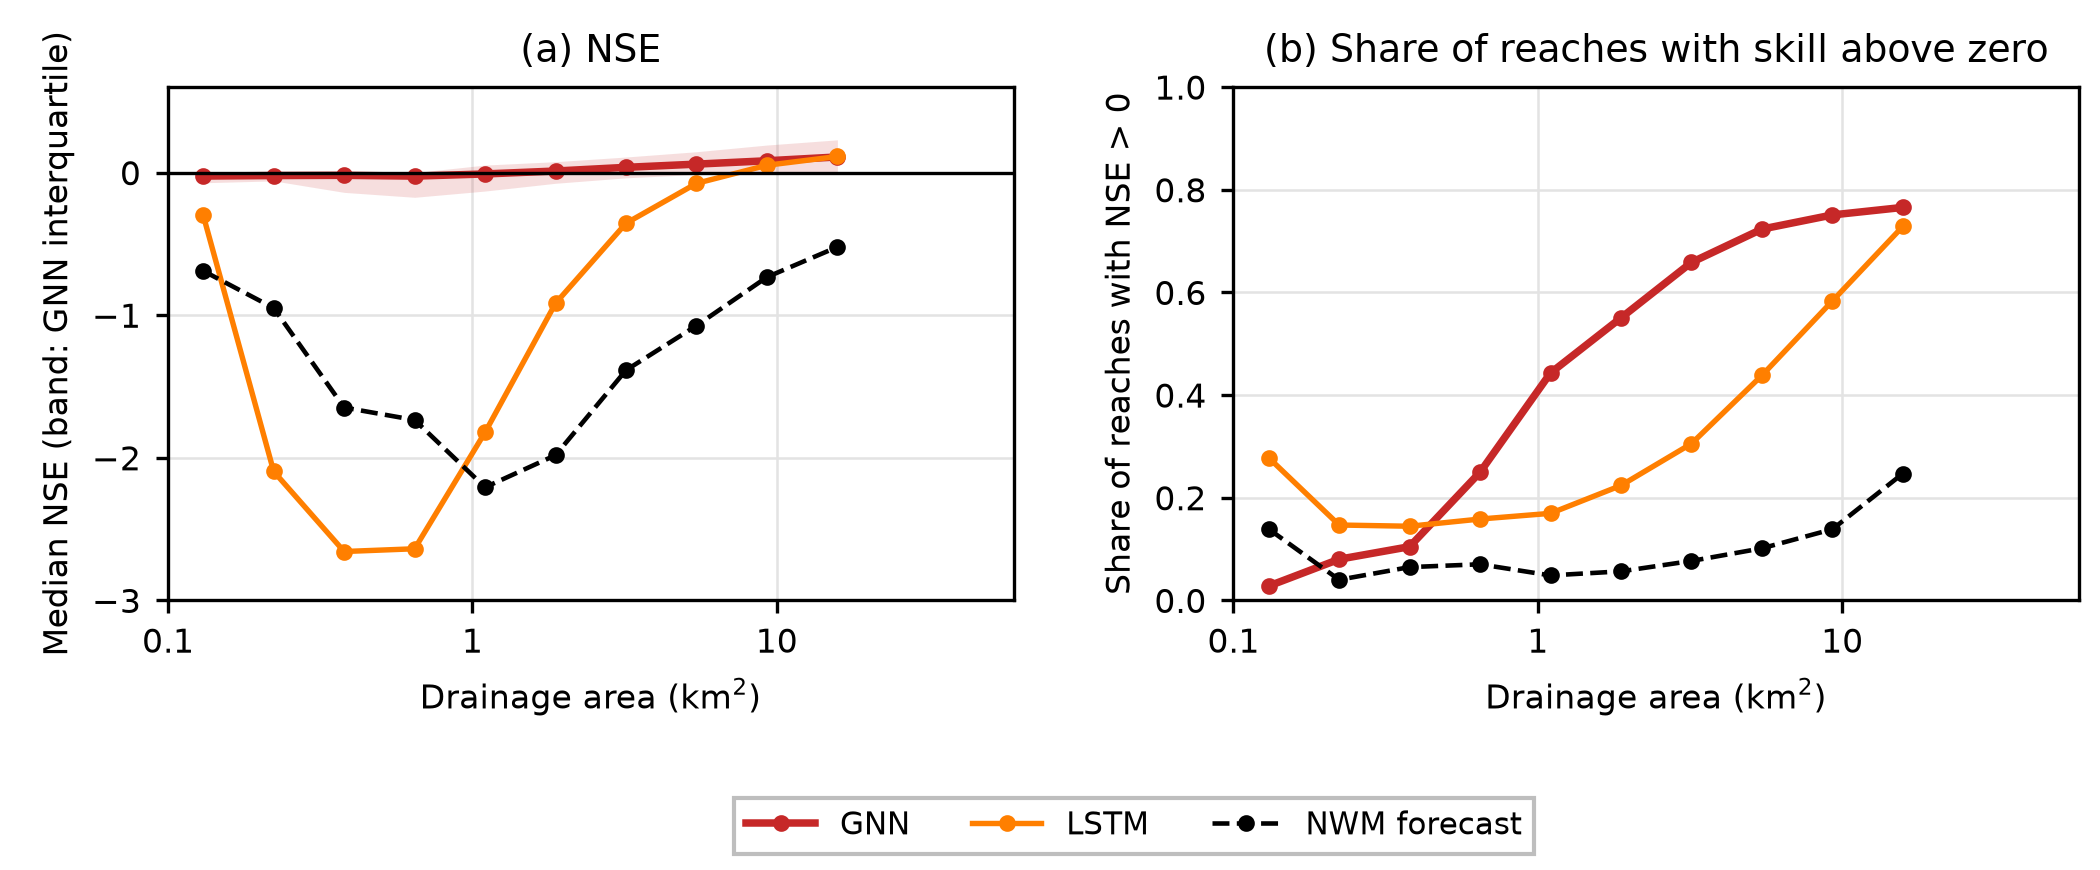 (a) NSE
Median NSE (band: GNN interquartile)
0
−1
−2
−3
0.1
1
10
Drainage area (km²)
(b) Share of reaches with skill above zero
Share of reaches with NSE > 0
1.0
0.8
0.6
0.4
0.2
0.0
0.1
1
10
Drainage area (km²)
GNN
LSTM
NWM forecast